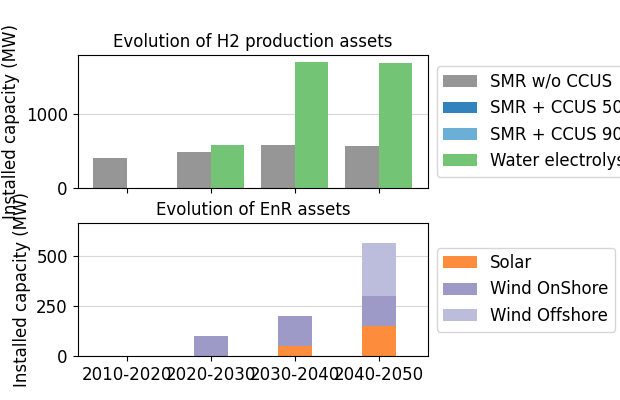 Evolution of H2 production assets
Installed capacity (MW)
1000
0
SMR w/o CCUS
SMR + CCUS 50
SMR + CCUS 90
Water electrolys
Evolution of EnR assets
Installed capacity (MW)
500
250
0
2010-2020
2020-2030
2030-2040
2040-2050
Solar
Wind OnShore
Wind Offshore